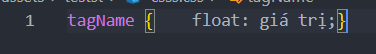 1 tagName {    float: giá trị;}